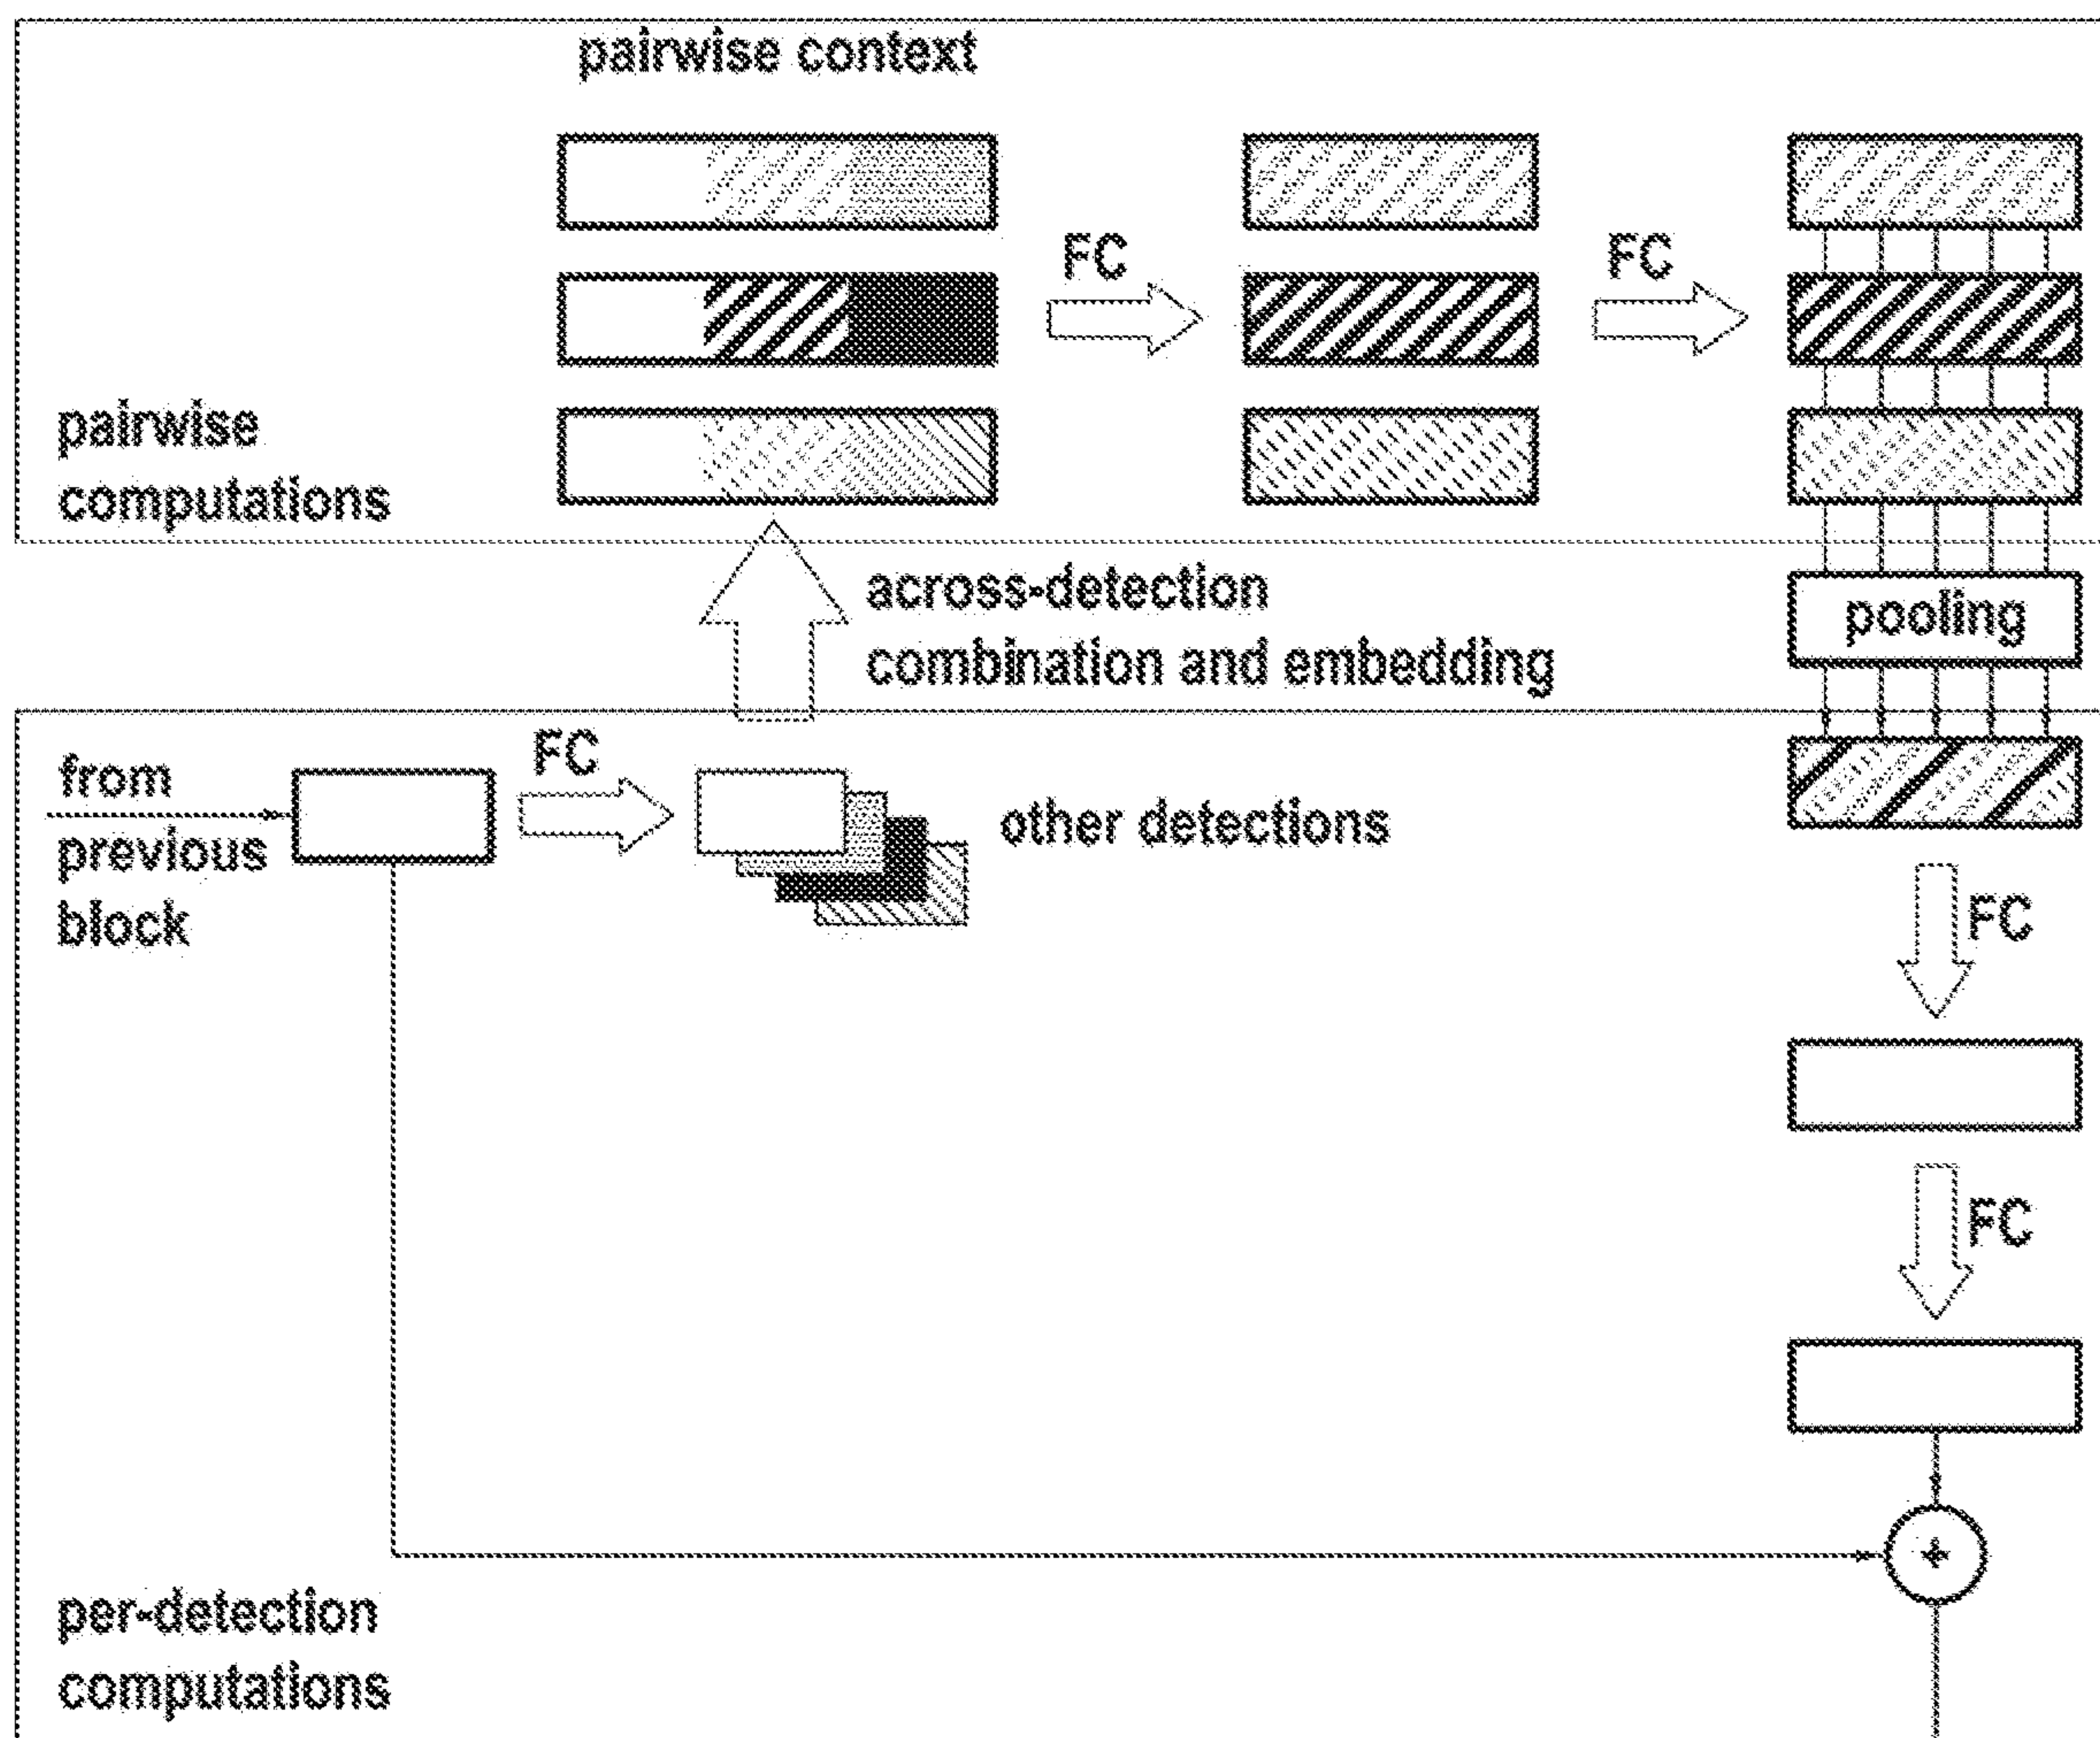 pairwise context
FC
FC
pairwise
computations
across-detection
combination and embedding
pooling
from
previous
block
FC
other detections
FC
FC
+
per-detection
computations